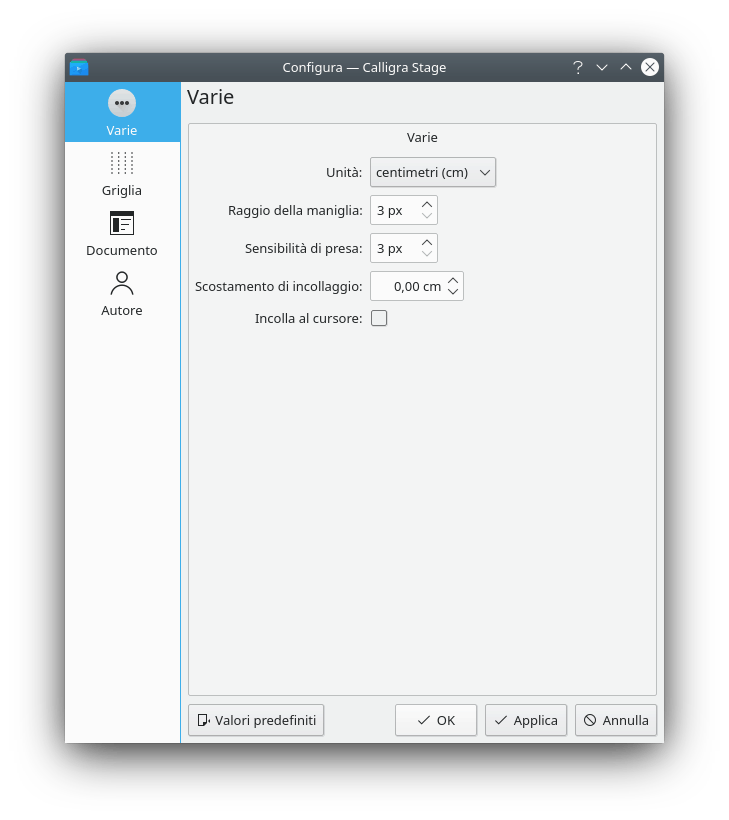 Configura — Calligra Stage
Varie
Griglia
Documento
Autore
Varie
Varie
Unità: centimetri (cm)
Raggio della maniglia: 3 px
Sensibilità di presa: 3 px
Scostamento di incollaggio: 0,00 cm
Incolla al cursore:
Valori predefiniti OK Applica Annulla